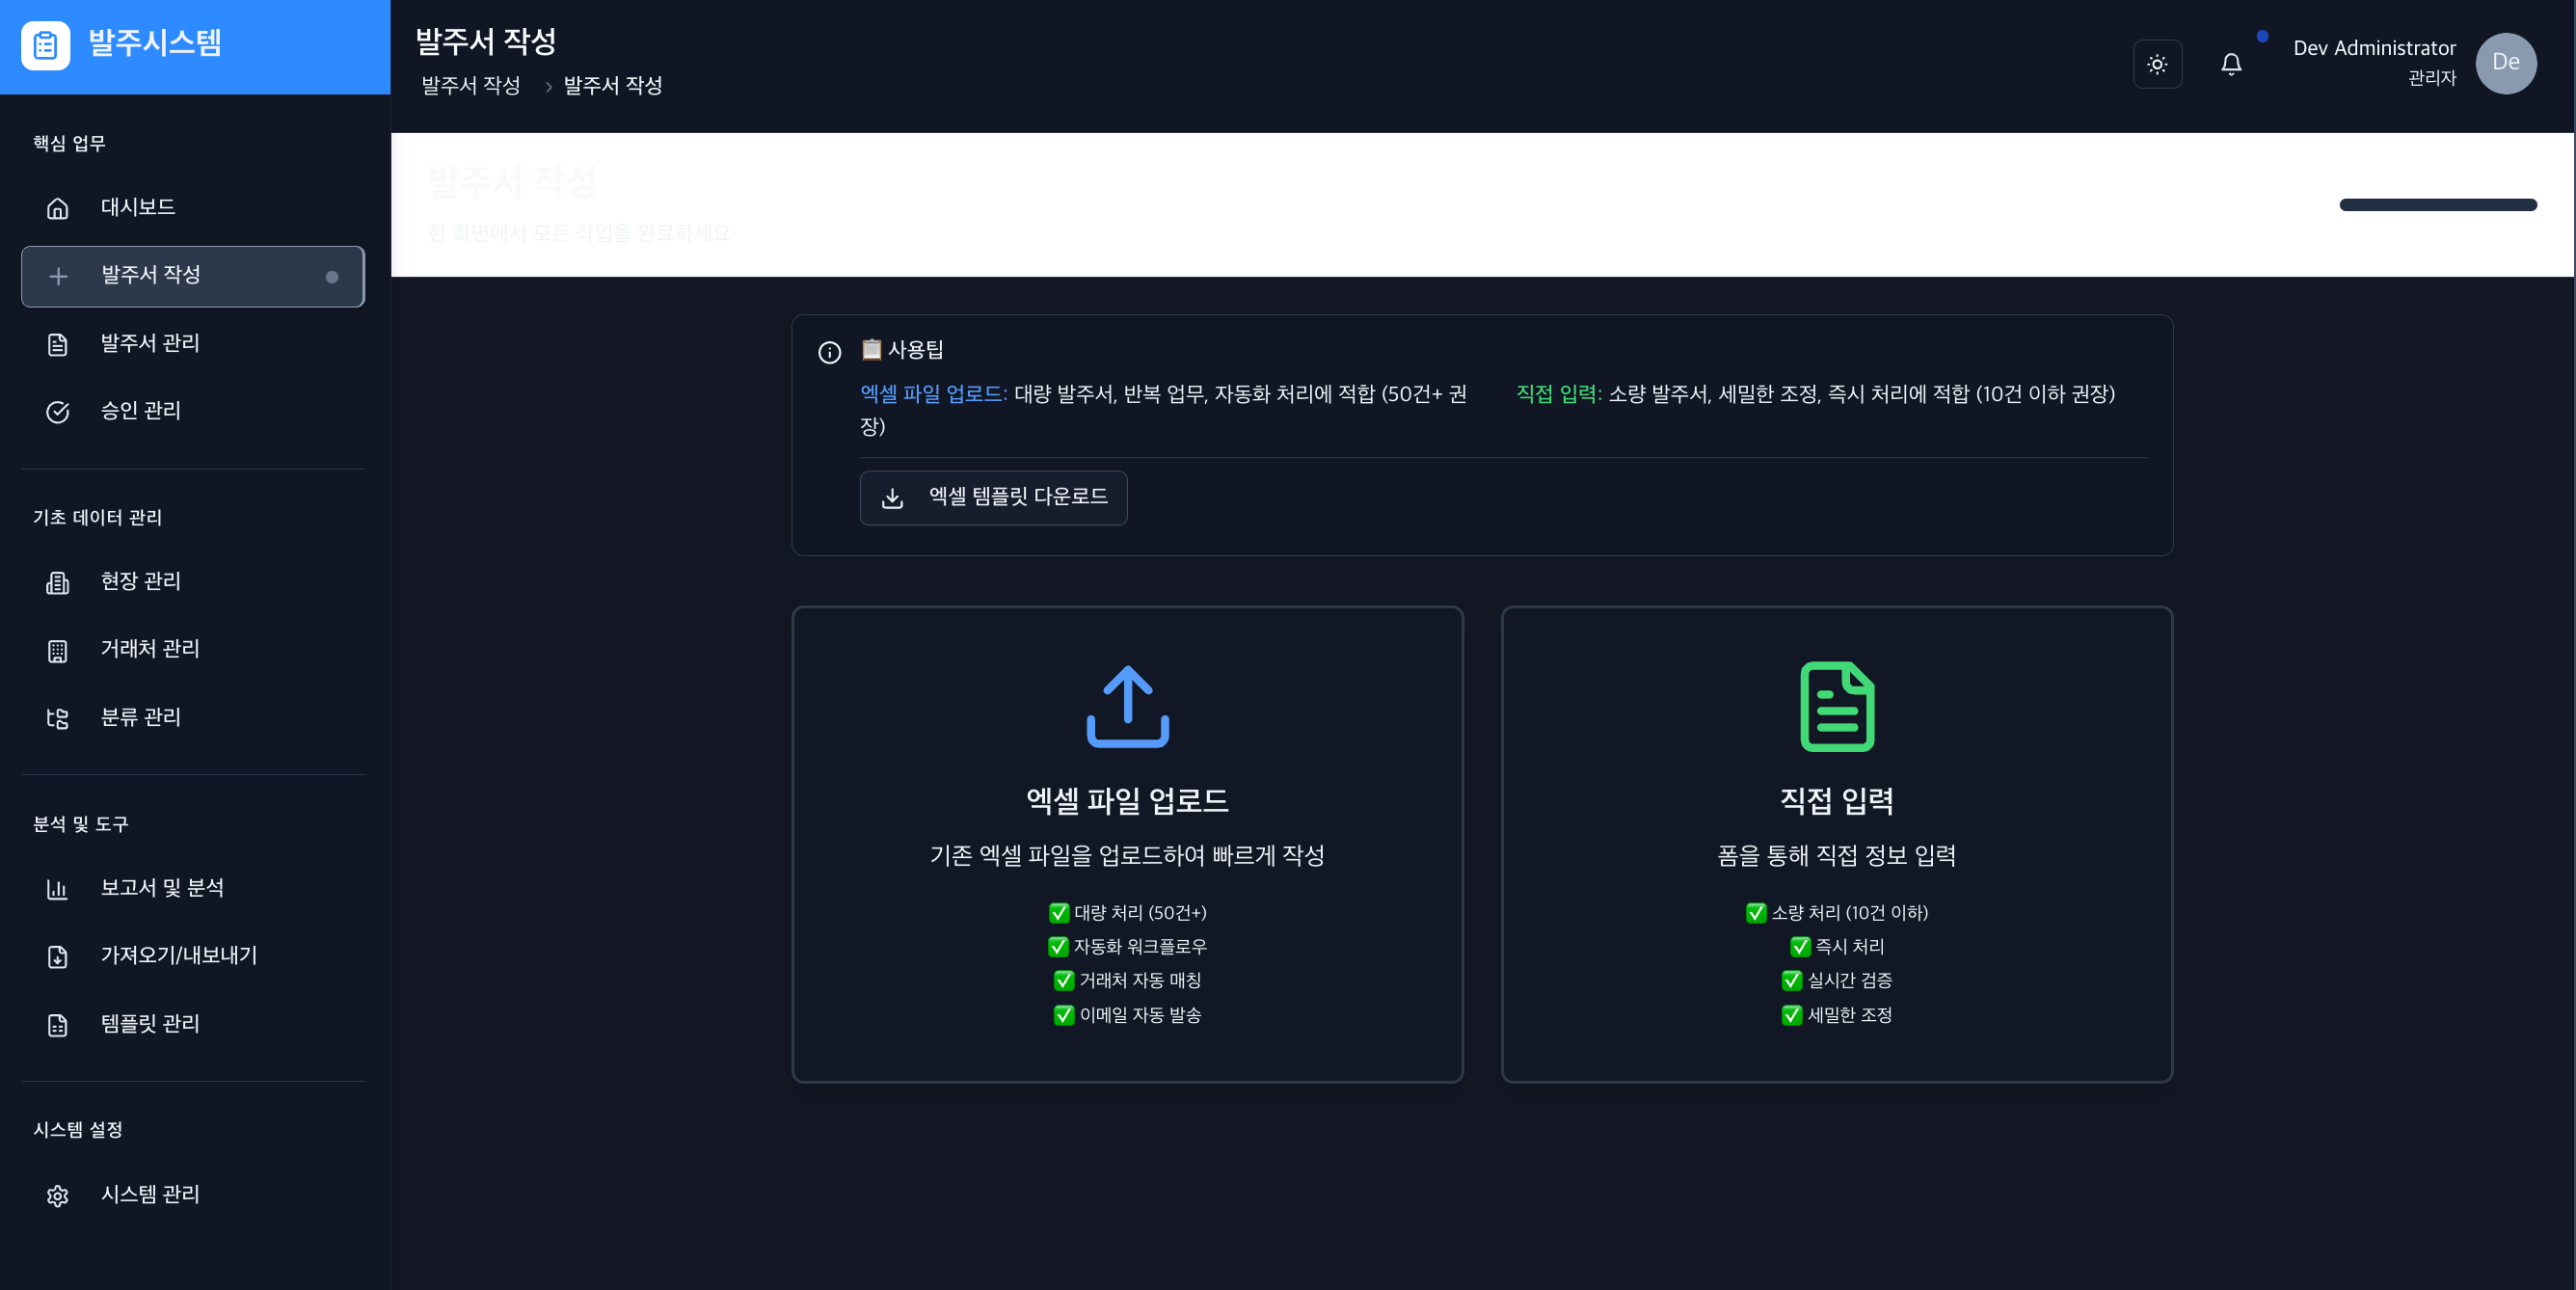 발주시스템
핵심 업무
대시보드
발주서 작성
발주서 관리
승인 관리
기초 데이터 관리
현장 관리
거래처 관리
분류 관리
분석 및 도구
보고서 및 분석
가져오기/내보내기
템플릿 관리
시스템 설정
시스템 관리
발주서 작성
발주서 작성 > 발주서 작성
Dev Administrator
관리자
De
발주서 작성
한 화면에서 모든 작업을 완료하세요
📋 사용팁
엑셀 파일 업로드: 대량 발주서, 반복 업무, 자동화 처리에 적합 (50건+ 권
장)
직접 입력: 소량 발주서, 세밀한 조정, 즉시 처리에 적합 (10건 이하 권장)
엑셀 템플릿 다운로드
엑셀 파일 업로드
기존 엑셀 파일을 업로드하여 빠르게 작성
✅ 대량 처리 (50건+)
✅ 자동화 워크플로우
✅ 거래처 자동 매칭
✅ 이메일 자동 발송
직접 입력
폼을 통해 직접 정보 입력
✅ 소량 처리 (10건 이하)
✅ 즉시 처리
✅ 실시간 검증
✅ 세밀한 조정